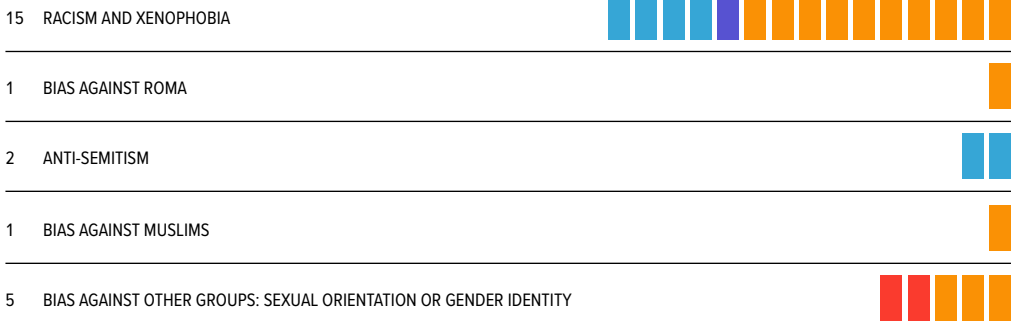 15 RACISM AND XENOPHOBIA
1 BIAS AGAINST ROMA
2 ANTI-SEMITISM
1 BIAS AGAINST MUSLIMS
5 BIAS AGAINST OTHER GROUPS: SEXUAL ORIENTATION OR GENDER IDENTITY